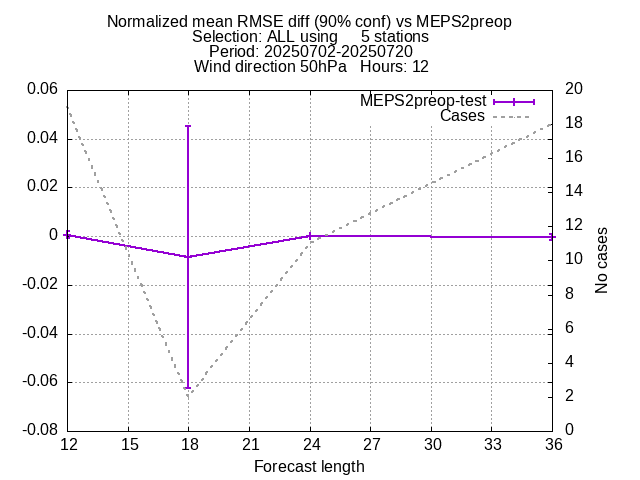 Normalized mean RMSE diff (90% conf) vs MEPS2preop
Selection: ALL using     5 stations
Period: 20250702-20250720
Wind direction 50hPa   Hours: 12
MEPS2preop-test
Cases
0.06
0.04
0.02
0
-0.02
-0.04
-0.06
-0.08
20
18
16
14
12
10
8
6
4
2
0
No cases
12 15 18 21 24 27 30 33 36
Forecast length